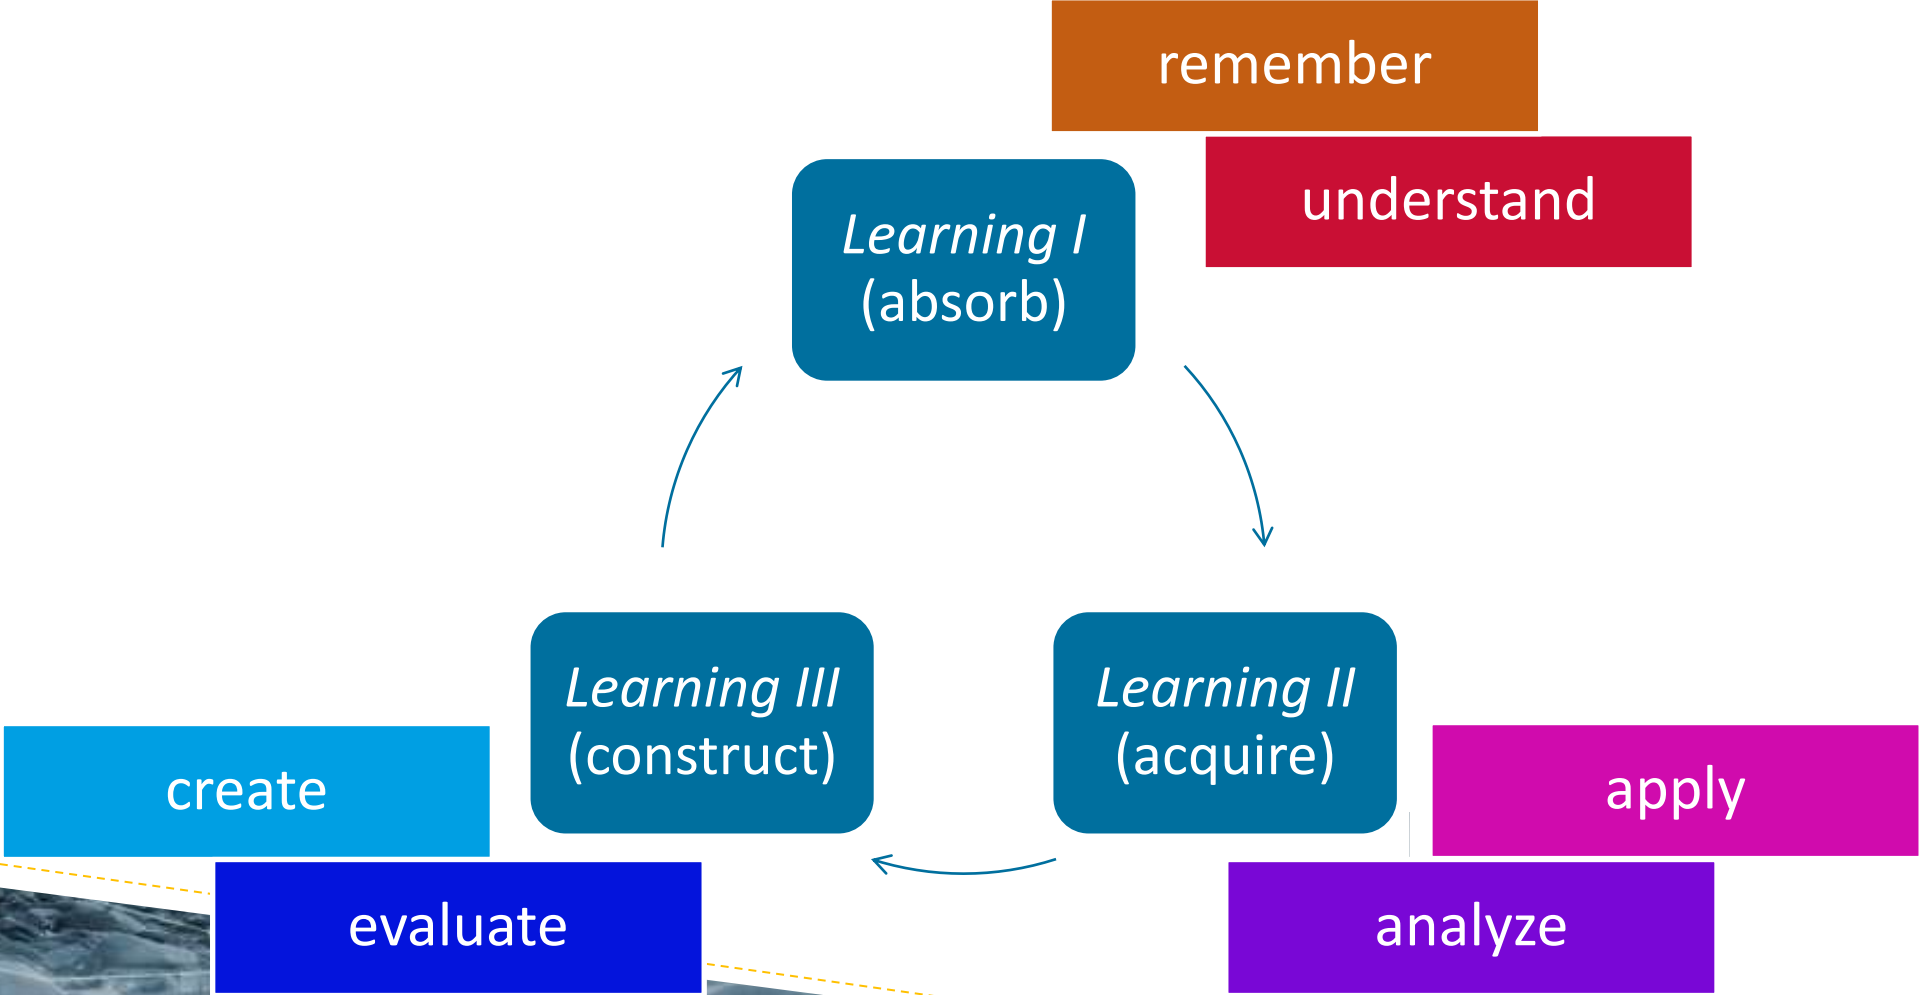 remember
understand
Learning I
(absorb)
Learning III
(construct)
Learning II
(acquire)
create
apply
evaluate
analyze